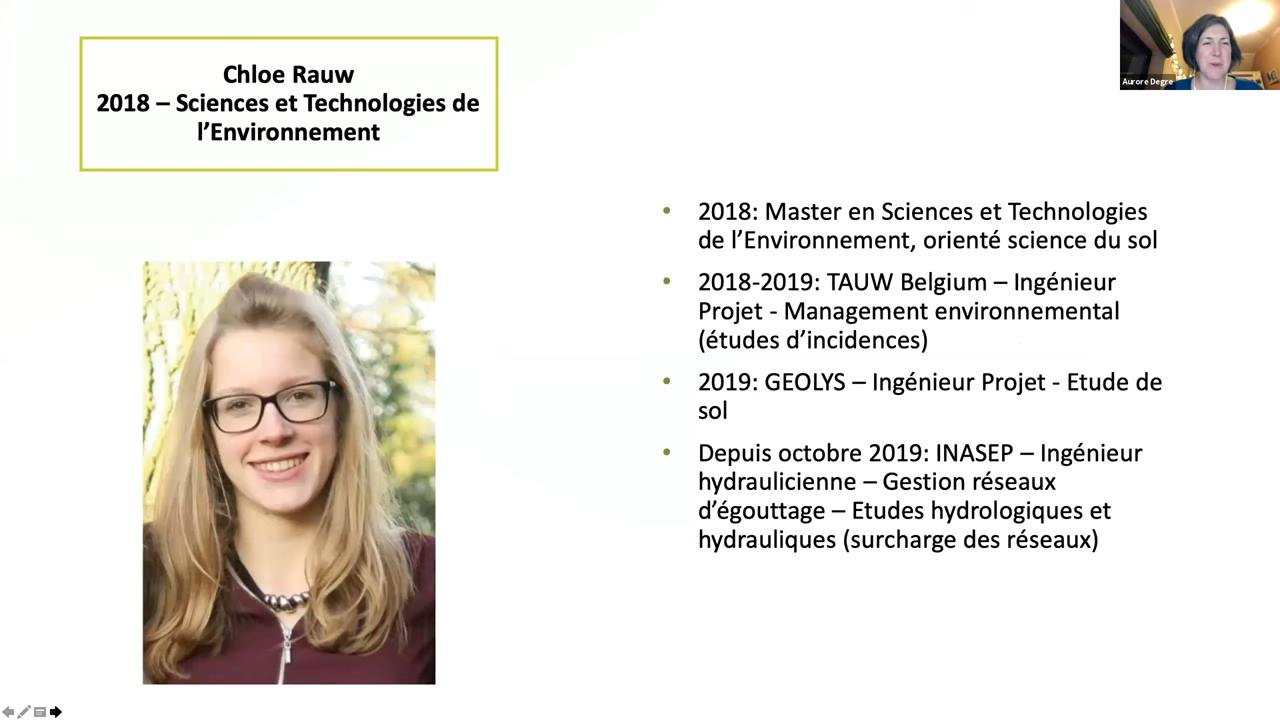 Chloe Rauw
2018 – Sciences et Technologies de
l’Environnement
Aurore Degre
• 2018: Master en Sciences et Technologies
de l’Environnement, orienté science du sol
• 2018-2019: TAUW Belgium – Ingénieur
Projet - Management environnemental
(études d’incidences)
• 2019: GEOLYS – Ingénieur Projet - Etude de
sol
• Depuis octobre 2019: INASEP – Ingénieur
hydraulicienne – Gestion réseaux
d’égouttage – Etudes hydrologiques et
hydrauliques (surcharge des réseaux)